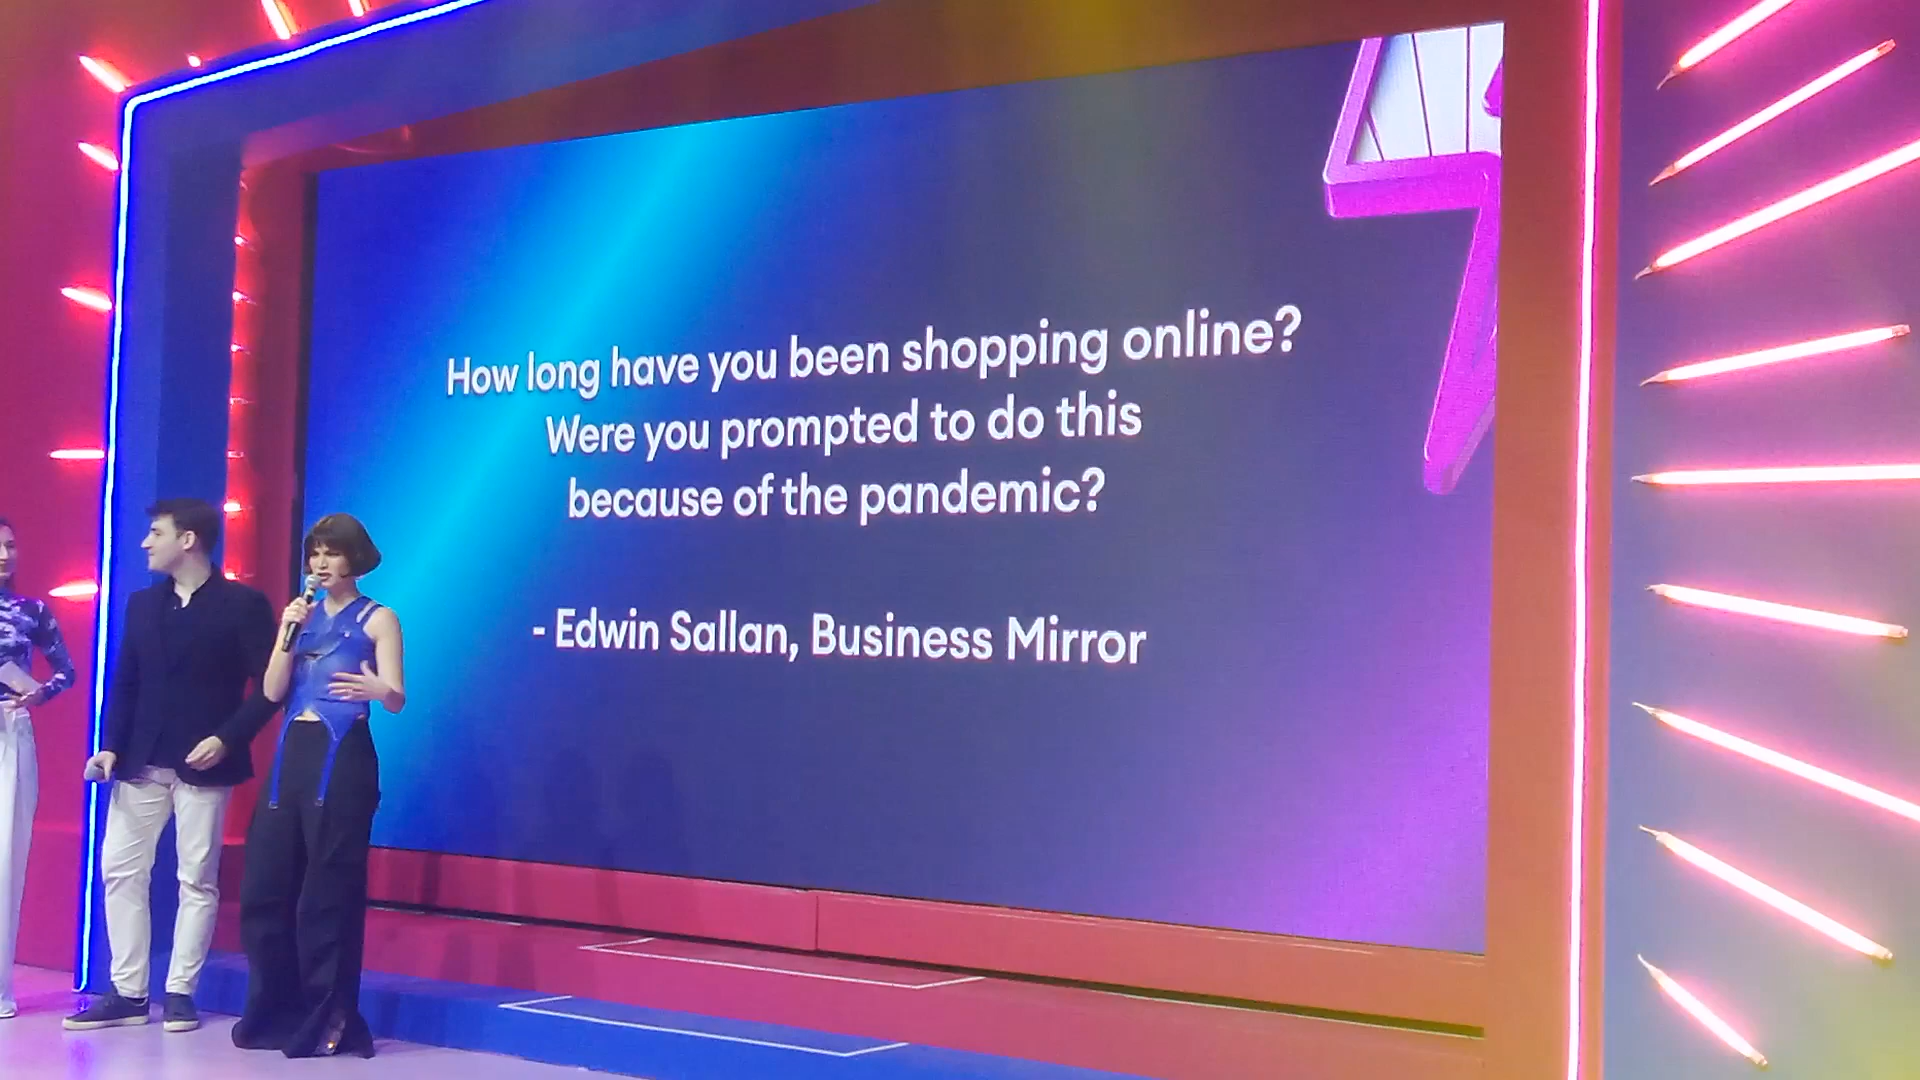 How long have you been shopping online?
Were you prompted to do this
because of the pandemic?
- Edwin Sallan, Business Mirror